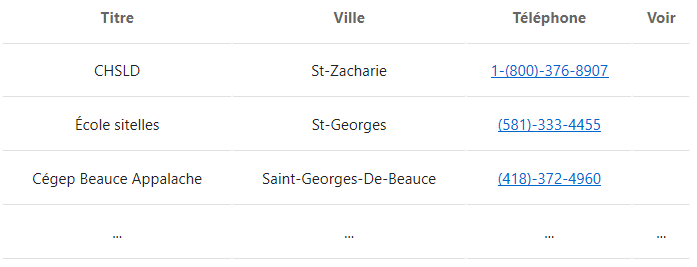 Titre Ville Téléphone Voir
CHSLD St-Zacharie 1-(800)-376-8907
École sitelles St-Georges (581)-333-4455
Cégep Beauce Appalache Saint-Georges-De-Beauce (418)-372-4960
... ... ... ...